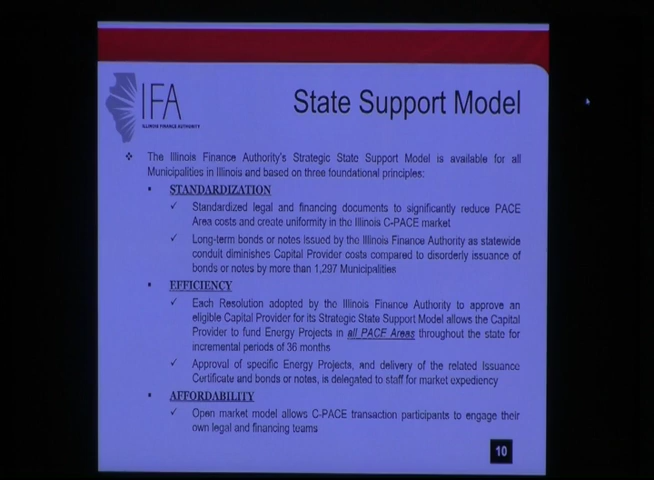 IFA
ILLINOIS FINANCE AUTHORITY
State Support Model
❖ The Illinois Finance Authority's Strategic State Support Model is available for all
Municipalities in Illinois and based on three foundational principles:
▪ STANDARDIZATION
✓ Standardized legal and financing documents to significantly reduce PACE
Area costs and create uniformity in the Illinois C-PACE market
✓ Long-term bonds or notes issued by the Illinois Finance Authority as statewide
conduit diminishes Capital Provider costs compared to disorderly issuance of
bonds or notes by more than 1,297 Municipalities
▪ EFFICIENCY
✓ Each Resolution adopted by the Illinois Finance Authority to approve an
eligible Capital Provider for its Strategic State Support Model allows the Capital
Provider to fund Energy Projects in all PACE Areas throughout the state for
incremental periods of 36 months
✓ Approval of specific Energy Projects, and delivery of the related Issuance
Certificate and bonds or notes, is delegated to staff for market expediency
▪ AFFORDABILITY
✓ Open market model allows C-PACE transaction participants to engage their
own legal and financing teams
10